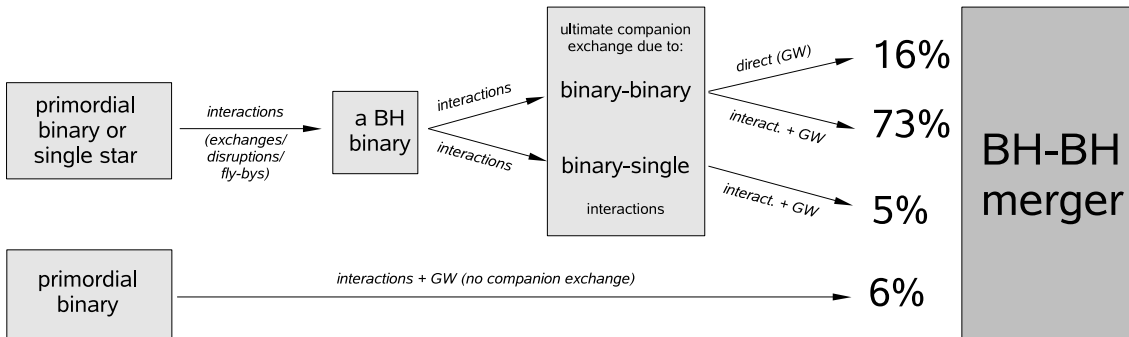 primordial
binary or
single star
interactions
(exchanges/
disruptions/
fly-bys)
a BH
binary
interactions
interactions
ultimate companion
exchange due to:
binary-binary
binary-single
interactions
direct (GW)
interact. + GW
interact. + GW
16%
73%
5%
primordial
binary
interactions + GW (no companion exchange)
6%
BH-BH
merger